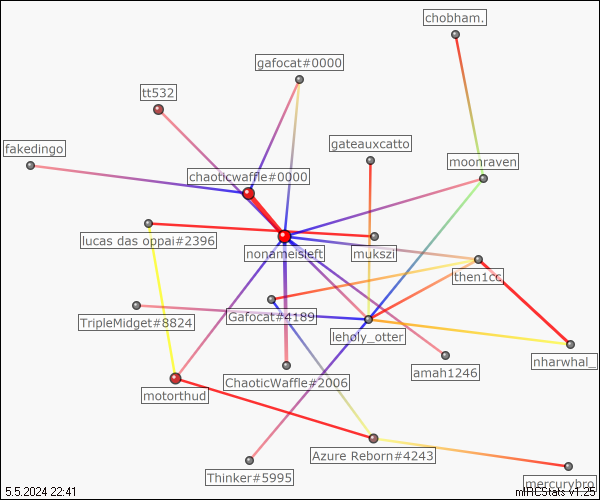 chobham.
gafocat#0000
tt532
gateauxcatto
fakedingo
moonraven
chaoticwaffle#0000
lucas das oppai#2396
nonameisleft
mukszi
then1cc
TripleMidget#8824
Gafocat#4189
leholy_otter
nharwhal_
ChaoticWaffle#2006
amah1246
motorthud
Azure Reborn#4243
Thinker#5995
mercurybro
5.5.2024 22:41
mIRCStats v1.25